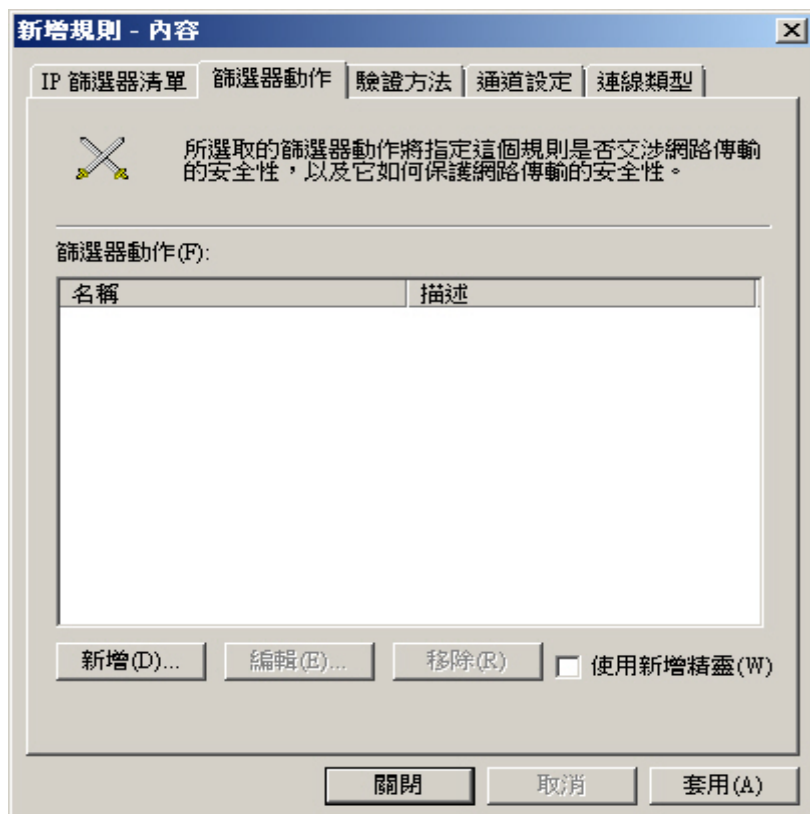 新增規則 - 內容
IP 篩選器清單 篩選器動作 驗證方法 通道設定 連線類型
所選取的篩選器動作將指定這個規則是否交涉網路傳輸
的安全性，以及它如何保護網路傳輸的安全性。
篩選器動作(F):
名稱 描述
新增(D)... 編輯(E)... 移除(R) 使用新增精靈(W)
關閉 取消 套用(A)